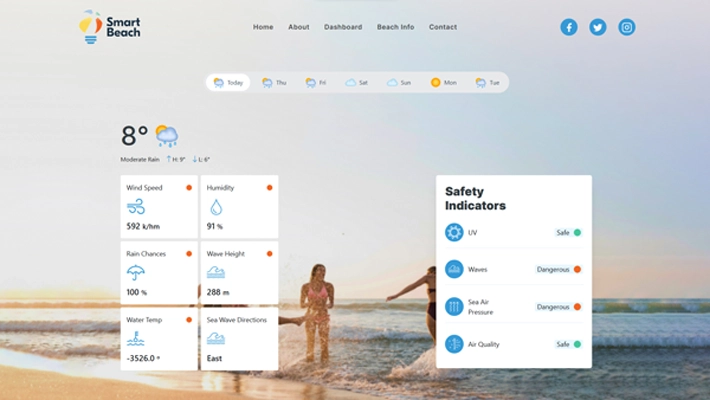 Smart
Beach
Home About Dashboard Beach Info Contact
Today Thu Fri Sat Sun Mon Tue
8°
Moderate Rain ↑ H: 9° ↓ L: 6°
Wind Speed
592 k/hm
Humidity
91 %
Rain Chances
100 %
Wave Height
288 m
Water Temp
-3526.0 °
Sea Wave Directions
East
Safety
Indicators
UV Safe
Waves Dangerous
Sea Air
Pressure
Dangerous
Air Quality Safe